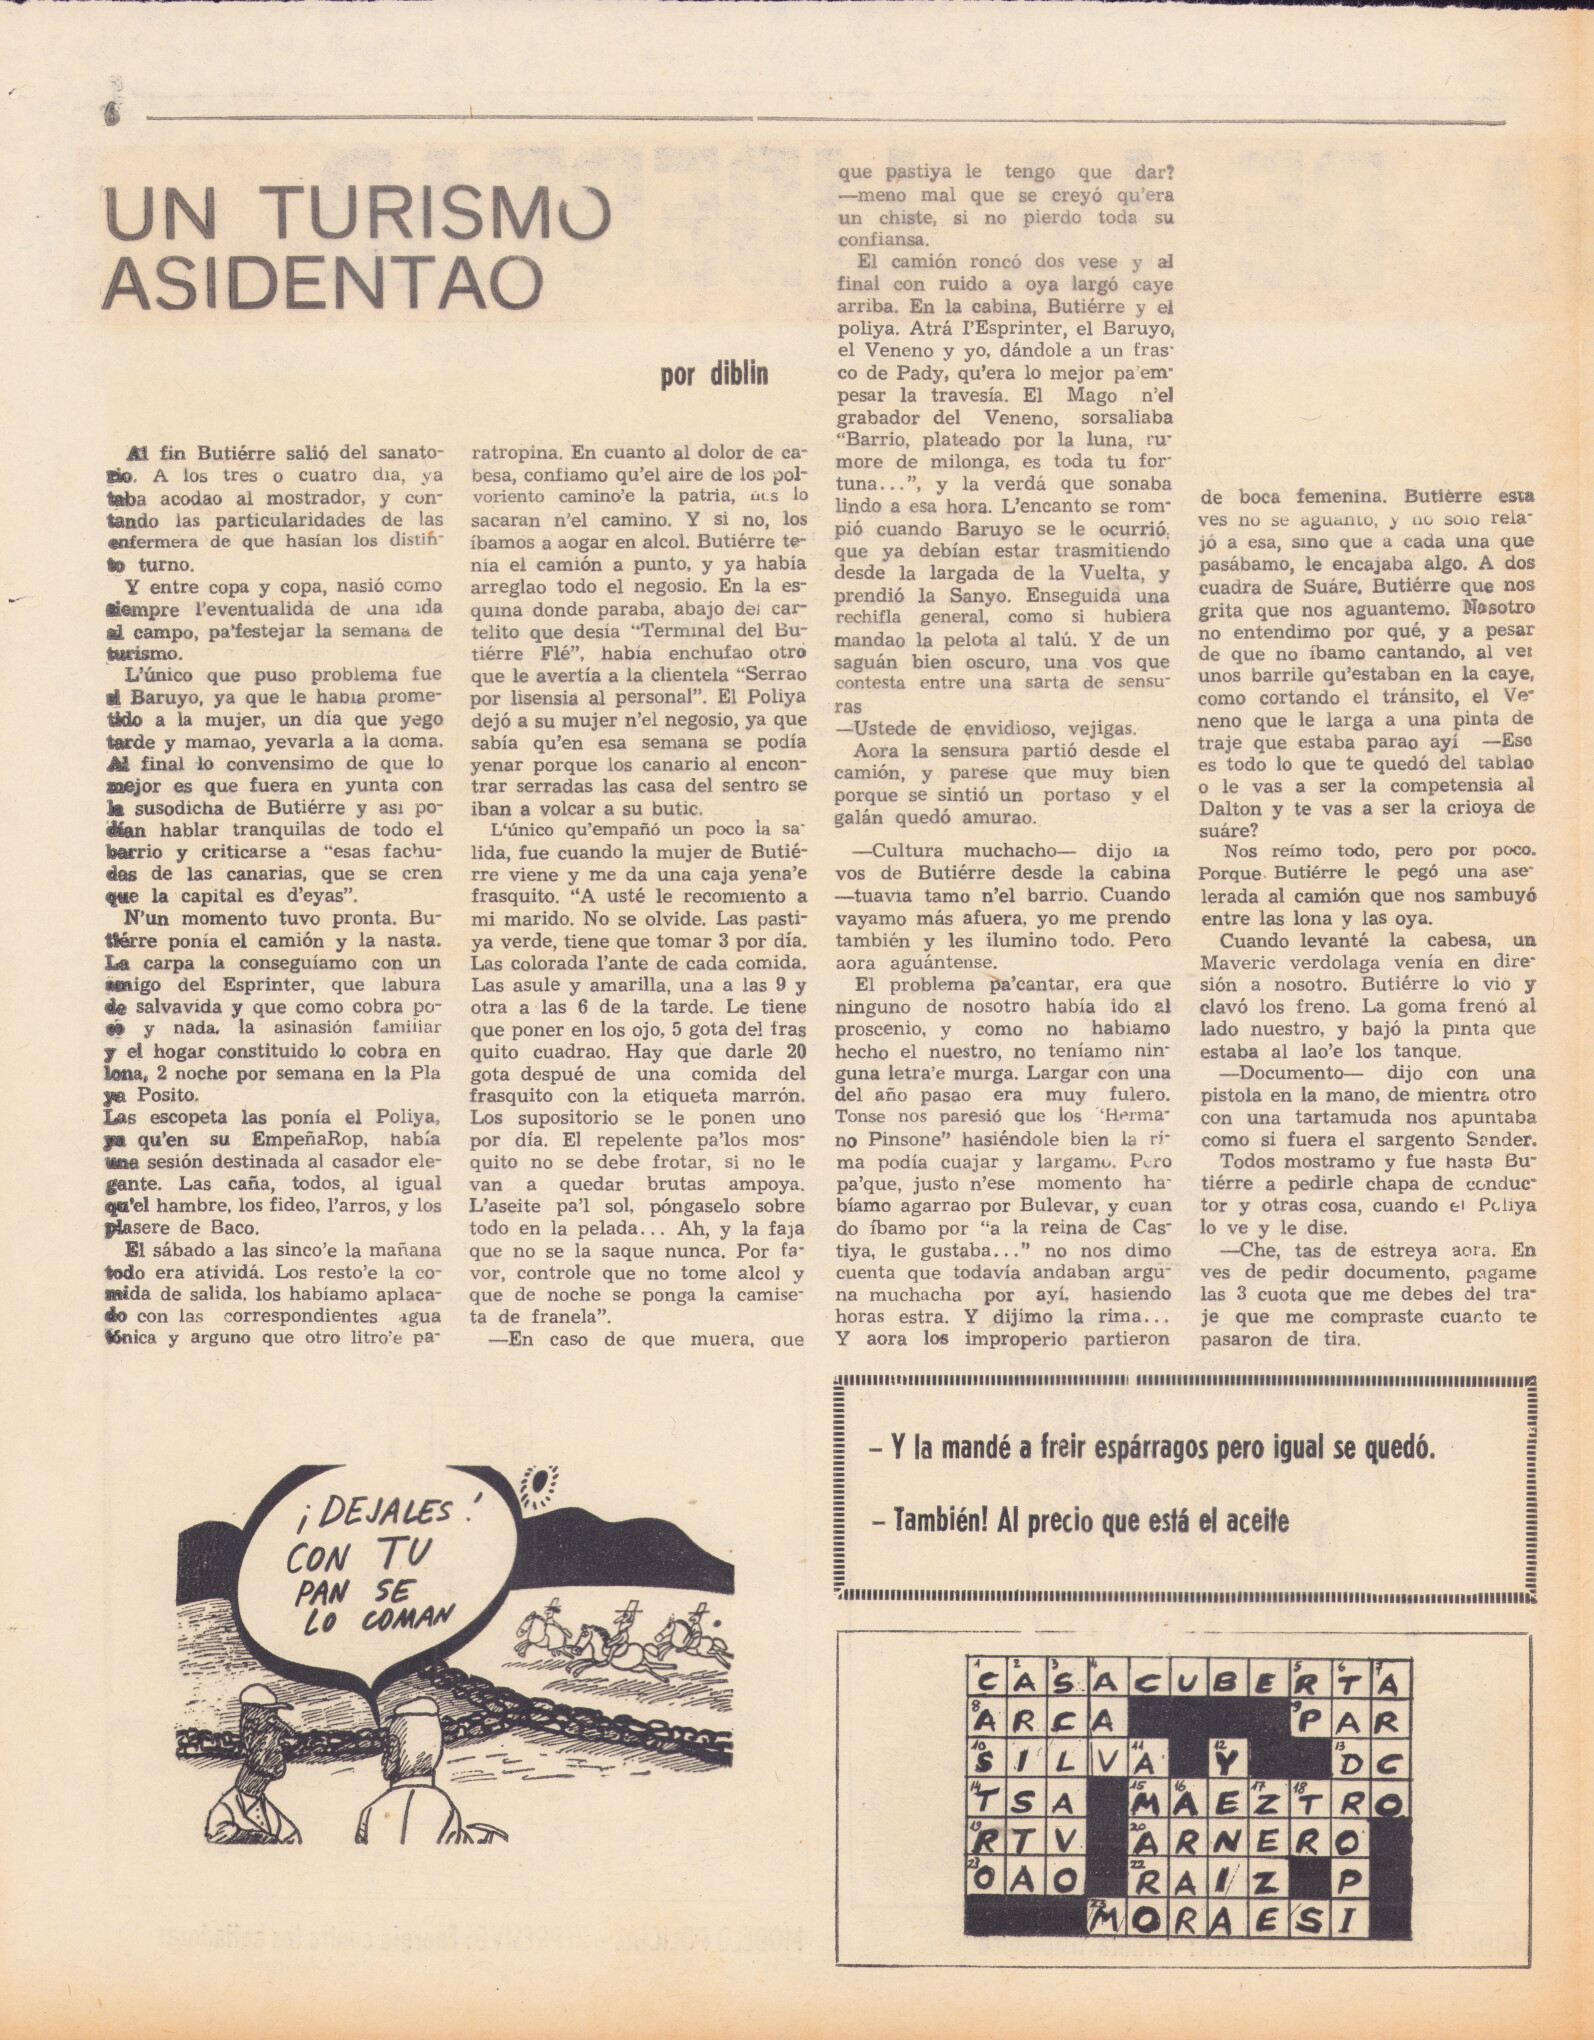 6
UN TURISMO
ASIDENTAO
por diblin
Al fin Butiérre salió del sanato-
rio. A los tres o cuatro dia, ya
taba acodao al mostrador, y con-
tando las particularidades de las
enfermera de que hasían los distin-
to turno.
Y entre copa y copa, nasió como
siempre l'eventualidá de una ida
al campo, pa'festejar la semana de
turismo.
L'único que puso problema fue
el Baruyo, ya que le habia prome-
tido a la mujer, un día que yego
tarde y mamao, yevarla a la doma.
Al final lo convensimo de que lo
mejor es que fuera en yunta con
la susodicha de Butiérre y asi po-
dían hablar tranquilas de todo el
barrio y criticarse a "esas fachu-
das de las canarias, que se cren
que la capital es d'eyas".
N'un momento tuvo pronta. Bu-
tiérre ponía el camión y la nasta.
La carpa la conseguíamo con un
amigo del Esprinter, que labura
de salvavida y que como cobra po-
co y nada, la asinasión familiar
y el hogar constituido lo cobra en
lona, 2 noche por semana en la Pla
ya Posito.
Las escopeta las ponía el Poliya,
ya qu'en su EmpeñaRop, había
una sesión destinada al casador ele-
gante. Las caña, todos, al igual
qu'el hambre, los fideo, l'arros, y los
plasere de Baco.
El sábado a las sinco'e la mañana
todo era atividá. Los resto'e la co-
mida de salida, los habíamo aplaca-
do con las correspondientes agua
tónica y arguno que otro litro'e pa-
ratropina. En cuanto al dolor de ca-
besa, confiamo qu'el aire de los pol-
voriento camino'e la patria, nos lo
sacaran n'el camino. Y si no, los
íbamos a aogar en alcol. Butiérre te-
nía el camión a punto, y ya había
arreglao todo el negosio. En la es-
quina donde paraba, abajo del car-
telito que desía "Terminal del Bu-
tiérre Flé", había enchufao otro
que le avertía a la clientela "Serrao
por lisensia al personal". El Poliya
dejó a su mujer n'el negosio, ya que
sabía qu'en esa semana se podía
yenar porque los canario al encon-
trar serradas las casa del sentro se
iban a volcar a su butic.
L'único qu'empañó un poco la sa-
lida, fue cuando la mujer de Butié-
rre viene y me da una caja yena'e
frasquito. "A usté le recomiento a
mi marido. No se olvide. Las pasti-
ya verde, tiene que tomar 3 por día.
Las colorada l'ante de cada comida.
Las asule y amarilla, una a las 9 y
otra a las 6 de la tarde. Le tiene
que poner en los ojo, 5 gota del fras
quito cuadrao. Hay que darle 20
gota despué de una comida del
frasquito con la etiqueta marrón.
Los supositorio se le ponen uno
por día. El repelente pa'los mos-
quito no se debe frotar, si no le
van a quedar brutas ampoya.
L'aseite pa'l sol, póngaselo sobre
todo en la pelada... Ah, y la faja
que no se la saque nunca. Por fa-
vor, controle que no tome alcol y
que de noche se ponga la camise-
ta de franela".
—En caso de que muera, que
que pastiya le tengo que dar?
—meno mal que se creyó qu'era
un chiste, si no pierdo toda su
confiansa.
El camión roncó dos vese y al
final con ruido a oya largó caye
arriba. En la cabina, Butiérre y el
poliya. Atrá l'Esprinter, el Baruyo,
el Veneno y yo, dándole a un fras-
co de Pady, qu'era lo mejor pa'em-
pesar la travesía. El Mago n'el
grabador del Veneno, sorsaliaba
"Barrio, plateado por la luna, ru-
more de milonga, es toda tu for-
tuna...", y la verdá que sonaba
lindo a esa hora. L'encanto se rom-
pió cuando Baruyo se le ocurrió,
que ya debían estar trasmitiendo
desde la largada de la Vuelta, y
prendió la Sanyo. Enseguida una
rechifla general, como si hubiera
mandao la pelota al talú. Y de un
saguán bien oscuro, una vos que
contesta entre una sarta de sensu-
ras
—Ustede de envidioso, vejigas.
Aora la sensura partió desde el
camión, y parese que muy bien
porque se sintió un portaso y el
galán quedó amurao.
—Cultura muchacho— dijo la
vos de Butiérre desde la cabina
—tuavia tamo n'el barrio. Cuando
vayamo más afuera, yo me prendo
también y les ilumino todo. Pero
aora aguántense.
El problema pa'cantar, era que
ninguno de nosotro había ido al
proscenio, y como no habiamo
hecho el nuestro, no teníamo nin-
guna letra'e murga. Largar con una
del año pasao era muy fulero.
Tonse nos paresió que los 'Herma-
no Pinsone" hasiéndole bien la ri-
ma podía cuajar y largamo. Pero
pa'que, justo n'ese momento ha-
bíamo agarrao por Bulevar, y cuan
do íbamo por "a la reina de Cas-
tiya, le gustaba..." no nos dimo
cuenta que todavía andaban argu-
na muchacha por ayí, hasiendo
horas estra. Y dijimo la rima...
Y aora los improperio partieron
de boca femenina. Butiérre esta
ves no se aguanto, y no solo rela-
jó a esa, sino que a cada una que
pasábamo, le encajaba algo. A dos
cuadra de Suáre, Butiérre que nos
grita que nos aguantemo. Nosotro
no entendimo por qué, y a pesar
de que no íbamo cantando, al ver
unos barrile qu'estaban en la caye,
como cortando el tránsito, el Ve-
neno que le larga a una pinta de
traje que estaba parao ayí —Eso
es todo lo que te quedó del tablao
o le vas a ser la competensia al
Dalton y te vas a ser la crioya de
suáre?
Nos reímo todo, pero por poco.
Porque Butiérre le pegó una ase-
lerada al camión que nos sambuyó
entre las lona y las oya.
Cuando levanté la cabesa, un
Maveric verdolaga venía en dire-
sión a nosotro. Butiérre lo vio y
clavó los freno. La goma frenó al
lado nuestro, y bajó la pinta que
estaba al lao'e los tanque.
—Documento— dijo con una
pistola en la mano, de mientra otro
con una tartamuda nos apuntaba
como si fuera el sargento Sander.
Todos mostramo y fue hasta Bu-
tiérre a pedirle chapa de conduc-
tor y otras cosa, cuando el Poliya
lo ve y le dise.
—Che, tas de estreya aora. En
ves de pedir documento, pagame
las 3 cuota que me debes del tra-
je que me compraste cuanto te
pasaron de tira.
– Y la mandé a freir espárragos pero igual se quedó.
– También! Al precio que está el aceite
¡DEJALES!
CON TU
PAN SE
LO COMAN
1 2 3 4 5 6 7
C A S A C U B E R T A
8 9
A R C A P A R
10 11 12 13
S I L V A Y D C
14 15 16 17 18
T S A M A E Z T R O
19 20
R T V A R N E R O
23 22
O A O R A I Z P
23
M O R A E S I